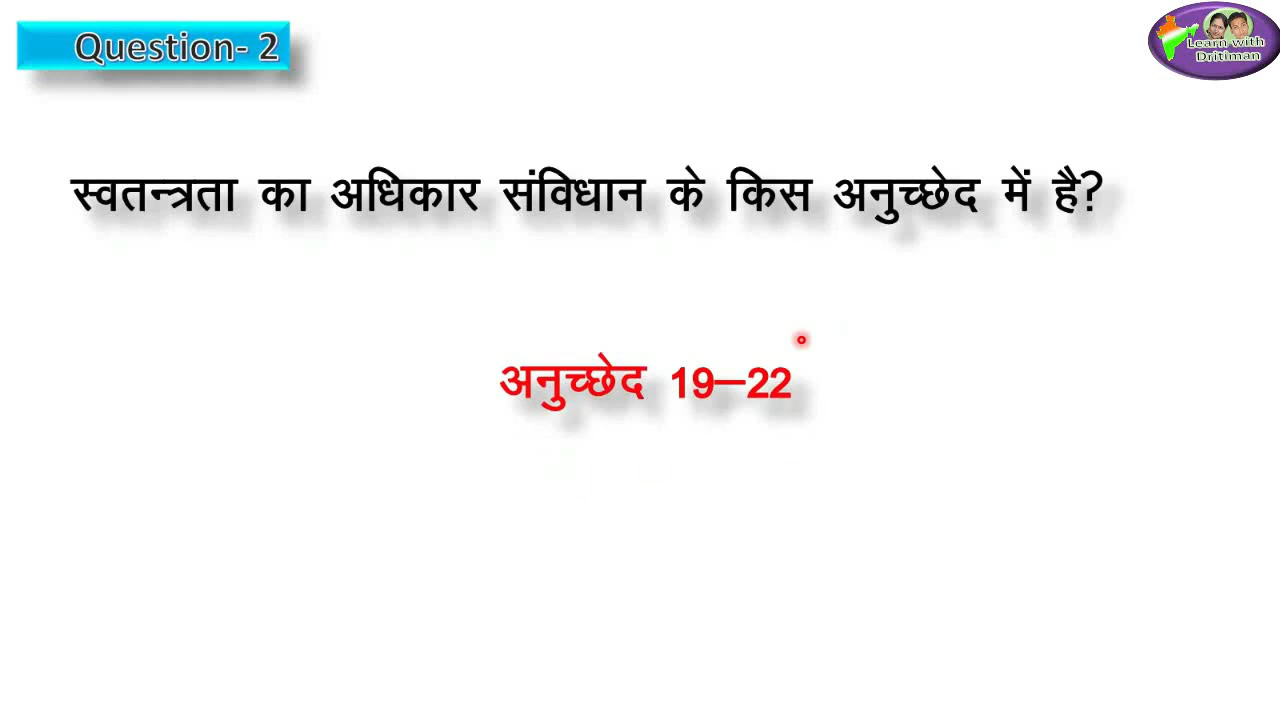 Question- 2
Learn with
Dritiman
स्वतन्त्रता का अधिकार संविधान के किस अनुच्छेद में है?
अनुच्छेद 19–22